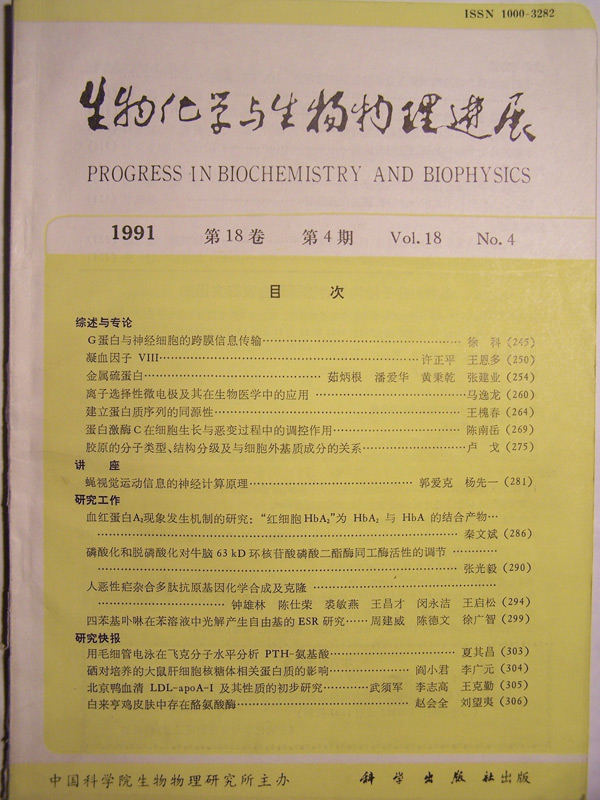 ISSN 1000-3282
生物化学与生物物理进展
PROGRESS IN BIOCHEMISTRY AND BIOPHYSICS
1991 第18卷 第4期 Vol.18 No.4
目 次
综述与专论
G蛋白与神经细胞的跨膜信息传输…… 徐 科 (245)
凝血因子 VIII…… 许正平 王恩多 (250)
金属硫蛋白…… 茹炳根 潘爱华 黄秉乾 张建业 (254)
离子选择性微电极及其在生物医学中的应用 …… 马逸龙 (260)
建立蛋白质序列的同源性…… 王槐春 (264)
蛋白激酶C在细胞生长与恶变过程中的调控作用…… 陈南岳 (269)
胶原的分子类型、结构分级及与细胞外基质成分的关系…… 卢 戈 (275)
讲 座
蝇视觉运动信息的神经计算原理…… 郭爱克 杨先一 (281)
研究工作
血红蛋白A₂现象发生机制的研究：“红细胞HbA₂”为 HbA₂ 与 HbA 的结合产物…
…… 秦文斌 (286)
磷酸化和脱磷酸化对牛脑 63 kD 环核苷酸磷酸二酯酶同工酶活性的调节 ……
…… 张光毅 (290)
人恶性疟杂合多肽抗原基因化学合成及克隆 ……
…… 钟雄林 陈仕荣 裘敏燕 王昌才 闵永洁 王启松 (294)
四苯基卟啉在苯溶液中光解产生自由基的ESR研究…… 周建威 陈德文 徐广智 (299)
研究快报
用毛细管电泳在飞克分子水平分析 PTH-氨基酸…… 夏其昌 (303)
硒对培养的大鼠肝细胞核糖体相关蛋白质的影响…… 阎小君 李广元 (304)
北京鸭血清 LDL-apoA-I 及其性质的初步研究…… 武须军 李志高 王克勤 (305)
白来亨鸡皮肤中存在酪氨酸酶…… 赵会全 刘望夷 (306)
中国科学院生物物理研究所主办 科学出版社出版